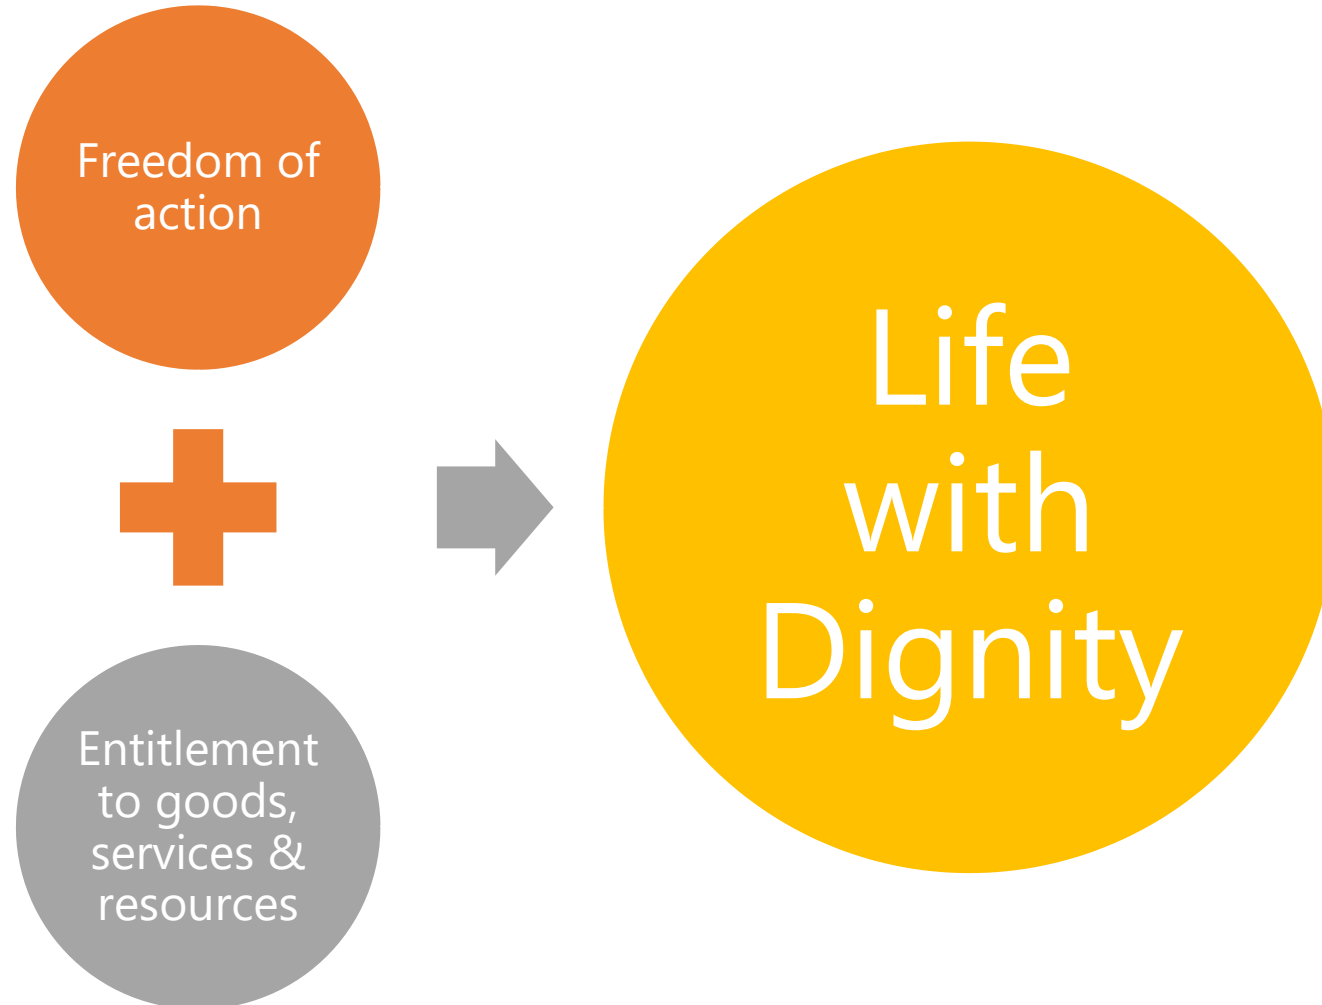 Freedom of
action
Entitlement
to goods,
services &
resources
Life
with
Dignity